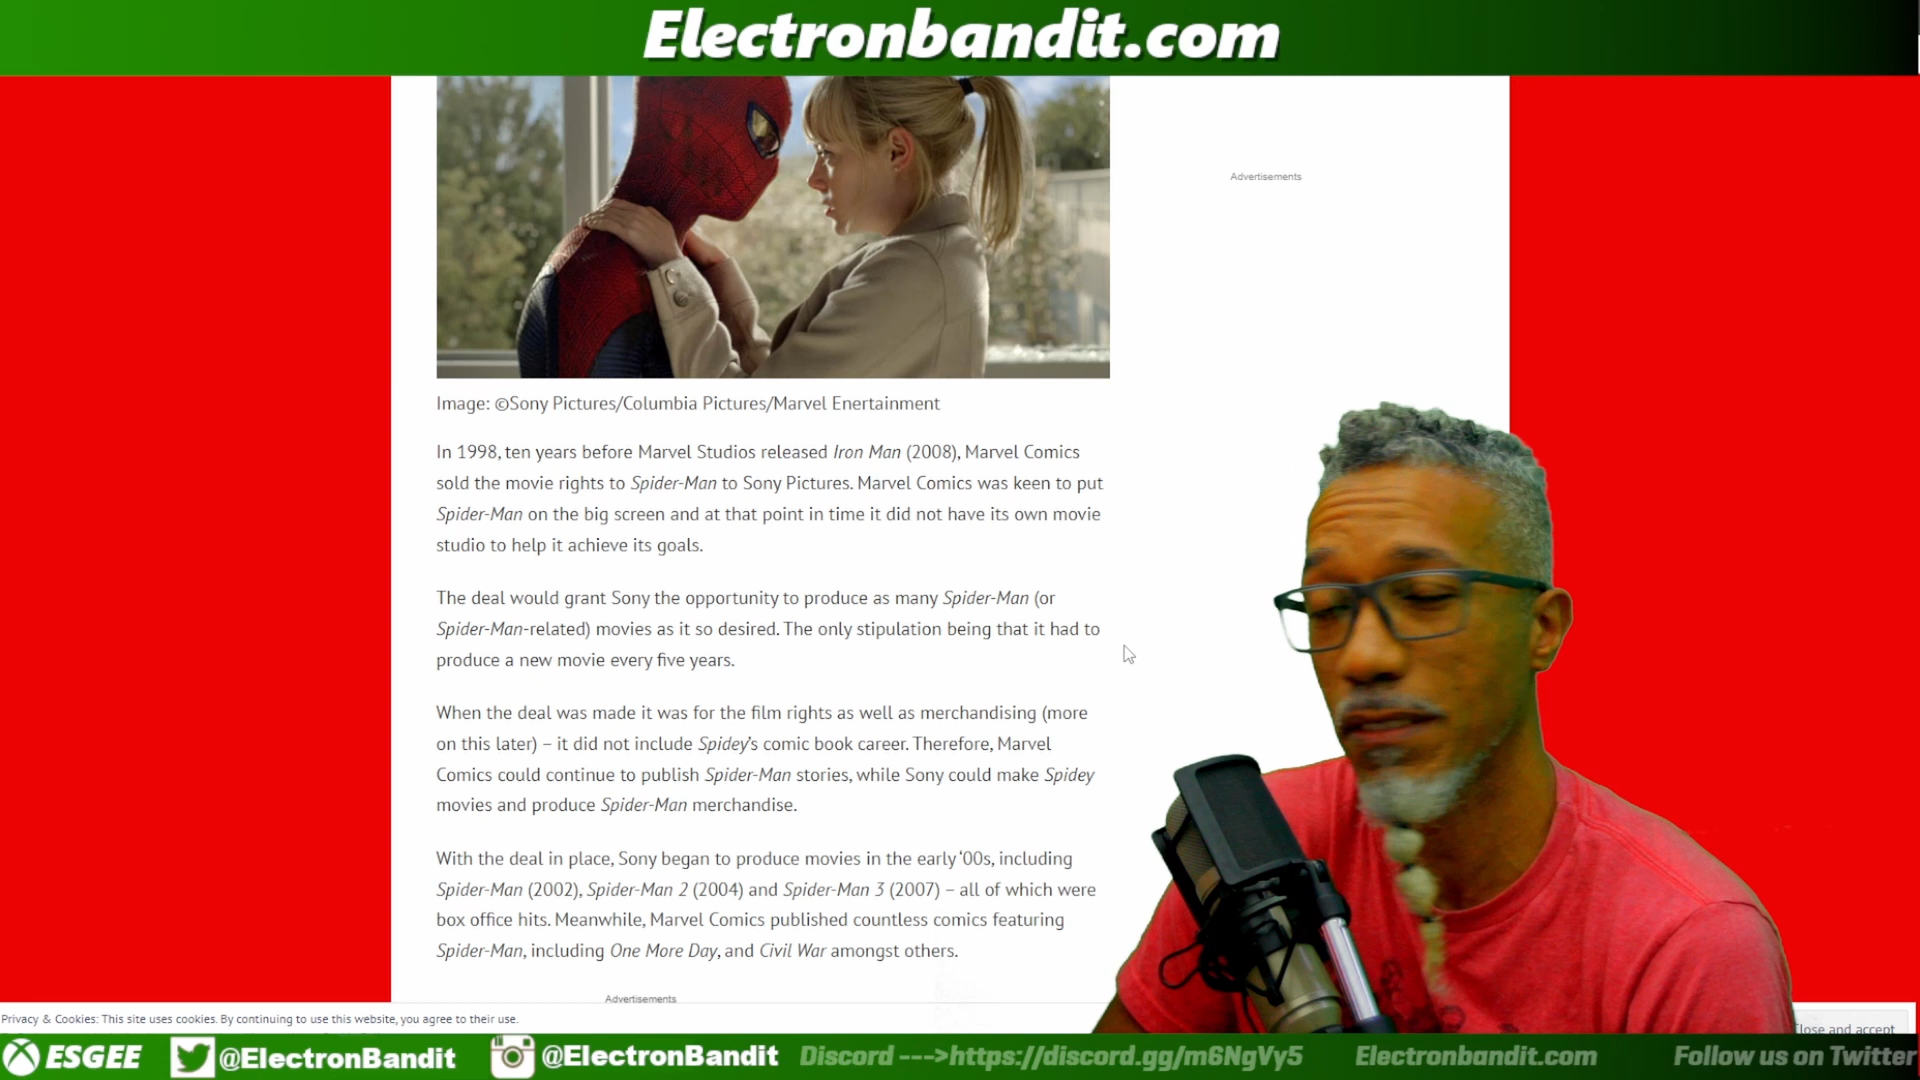 Electronbandit.com
Advertisements
Image: ©Sony Pictures/Columbia Pictures/Marvel Enertainment
In 1998, ten years before Marvel Studios released Iron Man (2008), Marvel Comics
sold the movie rights to Spider-Man to Sony Pictures. Marvel Comics was keen to put
Spider-Man on the big screen and at that point in time it did not have its own movie
studio to help it achieve its goals.
The deal would grant Sony the opportunity to produce as many Spider-Man (or
Spider-Man-related) movies as it so desired. The only stipulation being that it had to
produce a new movie every five years.
When the deal was made it was for the film rights as well as merchandising (more
on this later) – it did not include Spidey's comic book career. Therefore, Marvel
Comics could continue to publish Spider-Man stories, while Sony could make Spidey
movies and produce Spider-Man merchandise.
With the deal in place, Sony began to produce movies in the early ‘00s, including
Spider-Man (2002), Spider-Man 2 (2004) and Spider-Man 3 (2007) – all of which were
box office hits. Meanwhile, Marvel Comics published countless comics featuring
Spider-Man, including One More Day, and Civil War amongst others.
Advertisements
Privacy & Cookies: This site uses cookies. By continuing to use this website, you agree to their use.
Close and accept
ESGEE @ElectronBandit @ElectronBandit Discord --->https://discord.gg/m6NgVy5 Electronbandit.com Follow us on Twitter